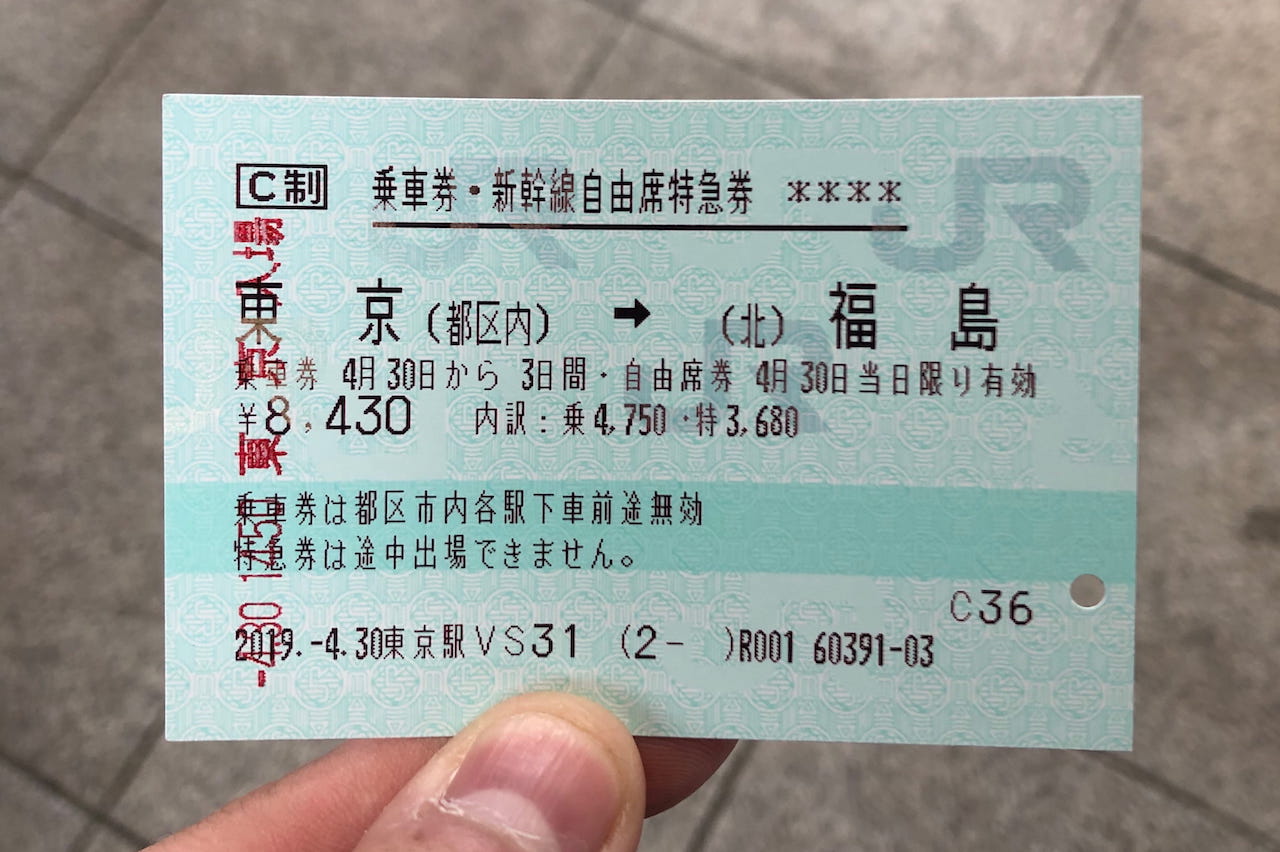 C制 乗車券・新幹線自由席特急券 ****
東 京(都区内) ➡ (北)福 島
乗車券 4月30日から 3日間・自由席券 4月30日当日限り有効
¥8,430 内訳:乗4,750・特3,680
乗車券は都区市内各駅下車前途無効
特急券は途中出場できません。
C36
2019.-4.30東京駅VS31 (2- )R001 60391-03
-4.30 1450 東京 入場
JR
JR
JR